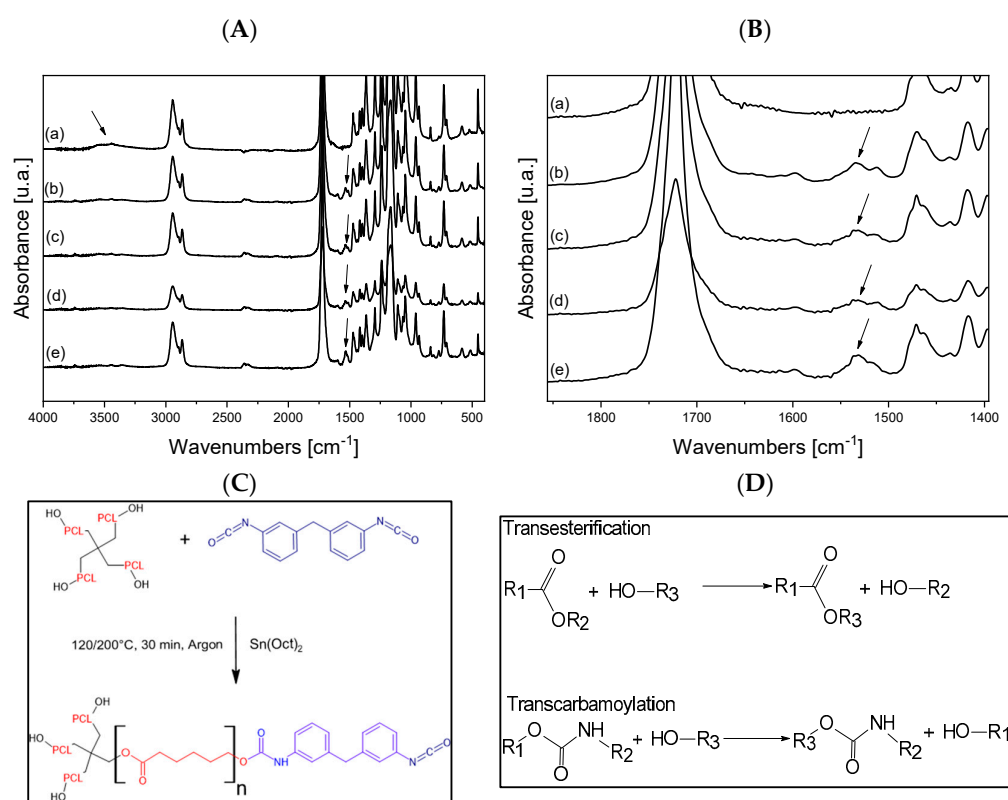 (A)
(B)
(a)
(b)
(c)
(d)
(e)
Absorbance [u.a.]
4000 3500 3000 2500 2000 1500 1000 500
Wavenumbers [cm⁻¹]
(a)
(b)
(c)
(d)
(e)
Absorbance [u.a.]
1800 1700 1600 1500 1400
Wavenumbers [cm⁻¹]
(C)
(D)
HO OH
PCL PCL
+
O=C=N N=C=O
PCL PCL
HO OH
120/200°C, 30 min, Argon Sn(Oct)₂
OH
PCL
HO
PCL O O O O
PCL O NH N=C=O
HO n
Transesterification
R₁ O O R₂ + HO−R₃ R₁ O O R₃ + HO−R₂
Transcarbamoylation
R₁ O O NH R₂ + HO−R₃ R₃ O O NH R₂ + HO−R₁